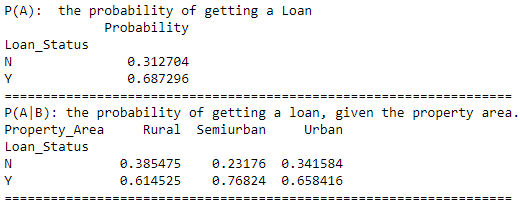 P(A):  the probability of getting a Loan
             Probability
Loan_Status
N               0.312704
Y               0.687296
==================================================================
P(A|B): the probability of getting a loan, given the property area.
Property_Area     Rural  Semiurban     Urban
Loan_Status
N              0.385475    0.23176  0.341584
Y              0.614525    0.76824  0.658416
==================================================================